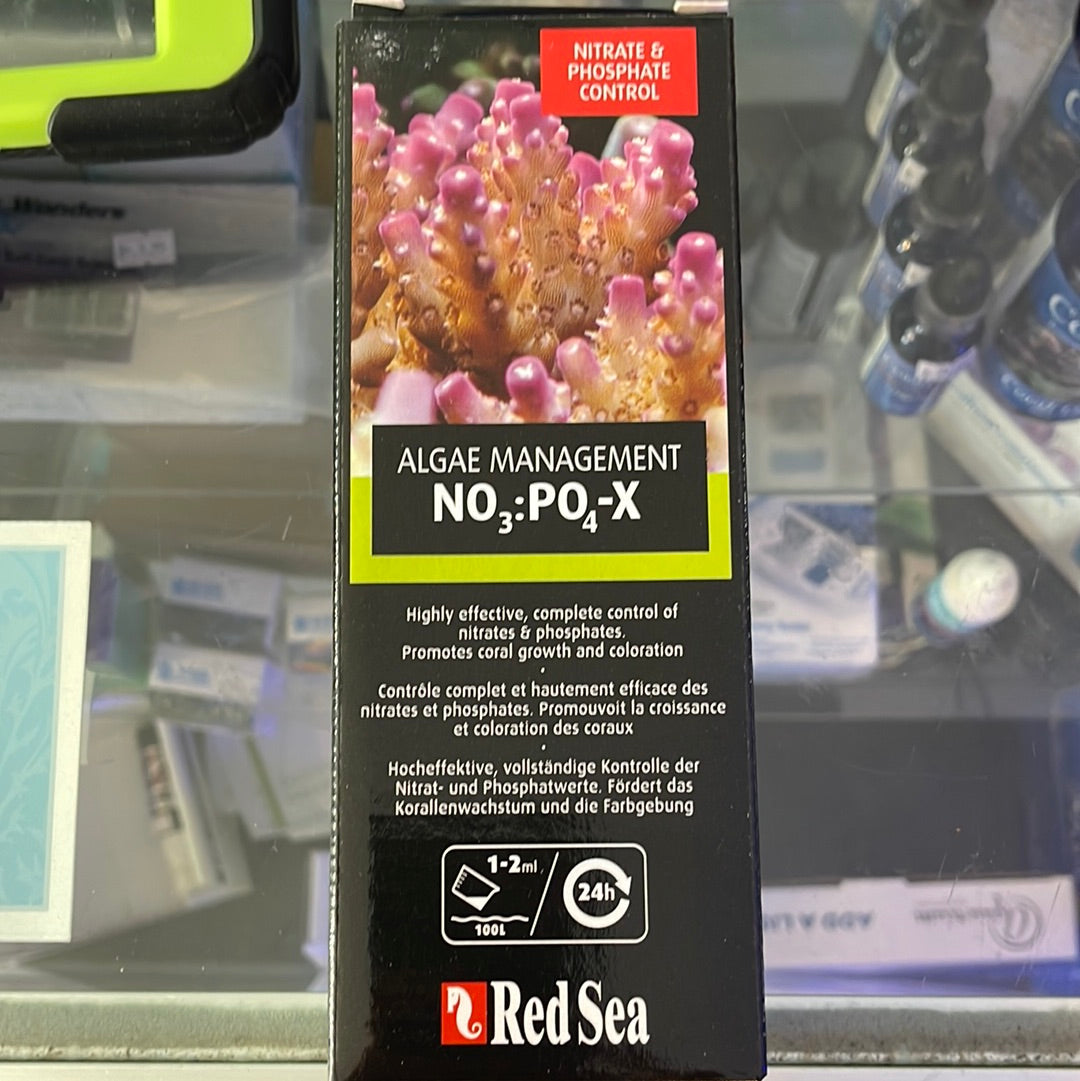 NITRATE &
PHOSPHATE
CONTROL
ALGAE MANAGEMENT
NO₃:PO₄-X
Highly effective, complete control of
nitrates & phosphates.
Promotes coral growth and coloration
•
Contrôle complet et hautement efficace des
nitrates et phosphates. Promouvoit la croissance
et coloration des coraux
•
Hocheffektive, vollständige Kontrolle der
Nitrat- und Phosphatwerte. Fördert das
Korallenwachstum und die Farbgebung
1-2ml
24h
100L
Red Sea
Wonders
ADD A